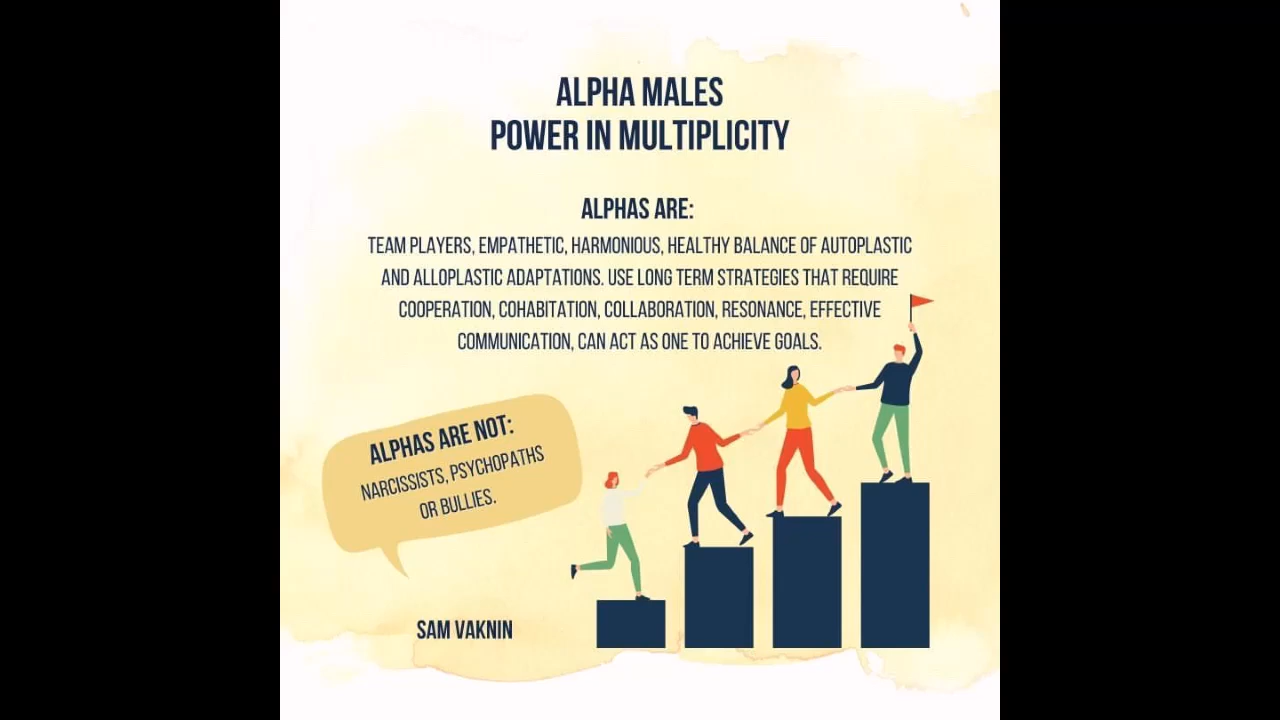 ALPHA MALES
POWER IN MULTIPLICITY
ALPHAS ARE:
TEAM PLAYERS, EMPATHETIC, HARMONIOUS, HEALTHY BALANCE OF AUTOPLASTIC
AND ALLOPLASTIC ADAPTATIONS. USE LONG TERM STRATEGIES THAT REQUIRE
COOPERATION, COHABITATION, COLLABORATION, RESONANCE, EFFECTIVE
COMMUNICATION, CAN ACT AS ONE TO ACHIEVE GOALS.
ALPHAS ARE NOT:
NARCISSISTS, PSYCHOPATHS
OR BULLIES.
SAM VAKNIN